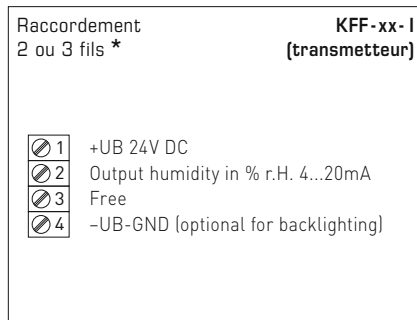 Raccordement KFF-xx-I
2 ou 3 fils * (transmetteur)
1 +UB 24V DC
2 Output humidity in % r.H. 4...20mA
3 Free
4 –UB-GND (optional for backlighting)